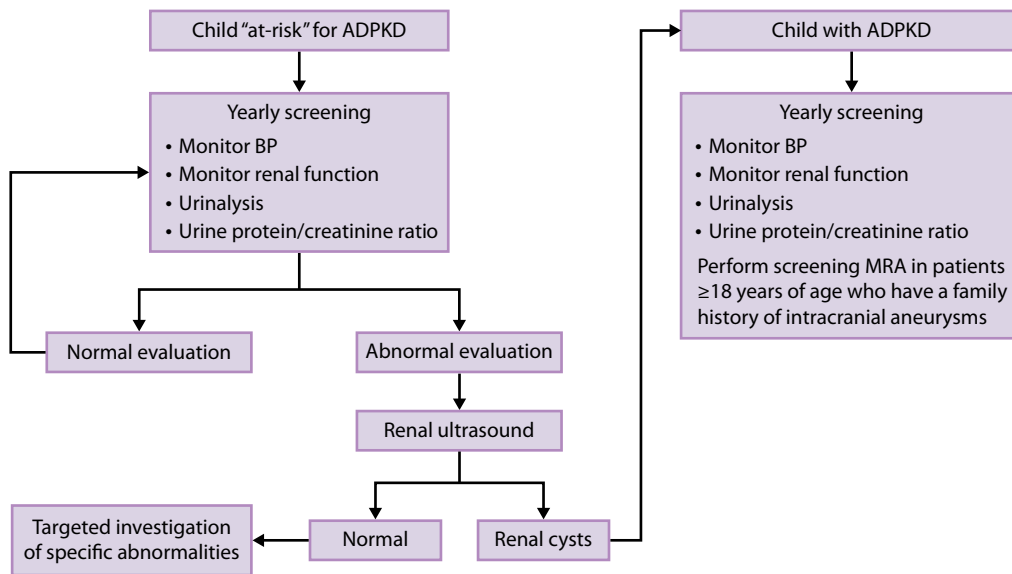 Child “at-risk” for ADPKD
Yearly screening
• Monitor BP
• Monitor renal function
• Urinalysis
• Urine protein/creatinine ratio
Normal evaluation
Abnormal evaluation
Renal ultrasound
Normal
Renal cysts
Targeted investigation
of specific abnormalities
Child with ADPKD
Yearly screening
• Monitor BP
• Monitor renal function
• Urinalysis
• Urine protein/creatinine ratio
Perform screening MRA in patients
≥18 years of age who have a family
history of intracranial aneurysms